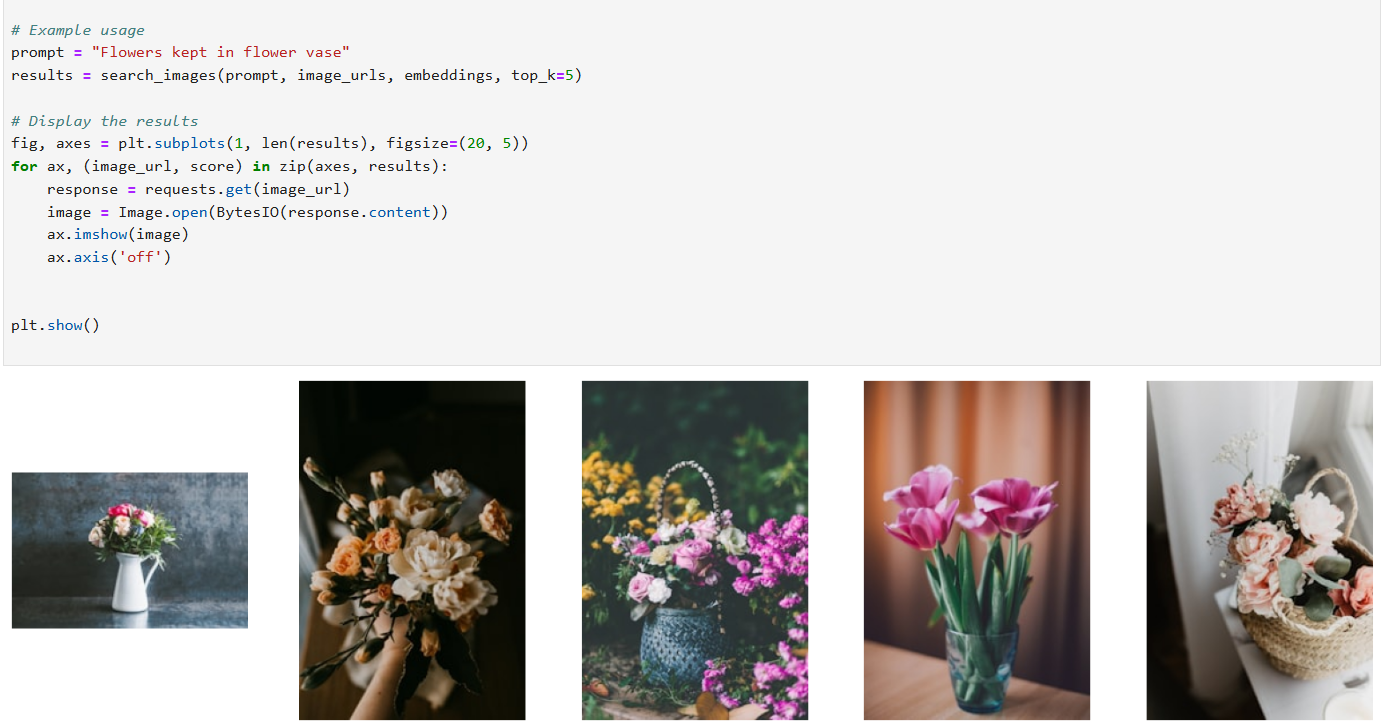 # Example usage
prompt = "Flowers kept in flower vase"
results = search_images(prompt, image_urls, embeddings, top_k=5)
# Display the results
fig, axes = plt.subplots(1, len(results), figsize=(20, 5))
for ax, (image_url, score) in zip(axes, results):
    response = requests.get(image_url)
    image = Image.open(BytesIO(response.content))
    ax.imshow(image)
    ax.axis('off')
plt.show()